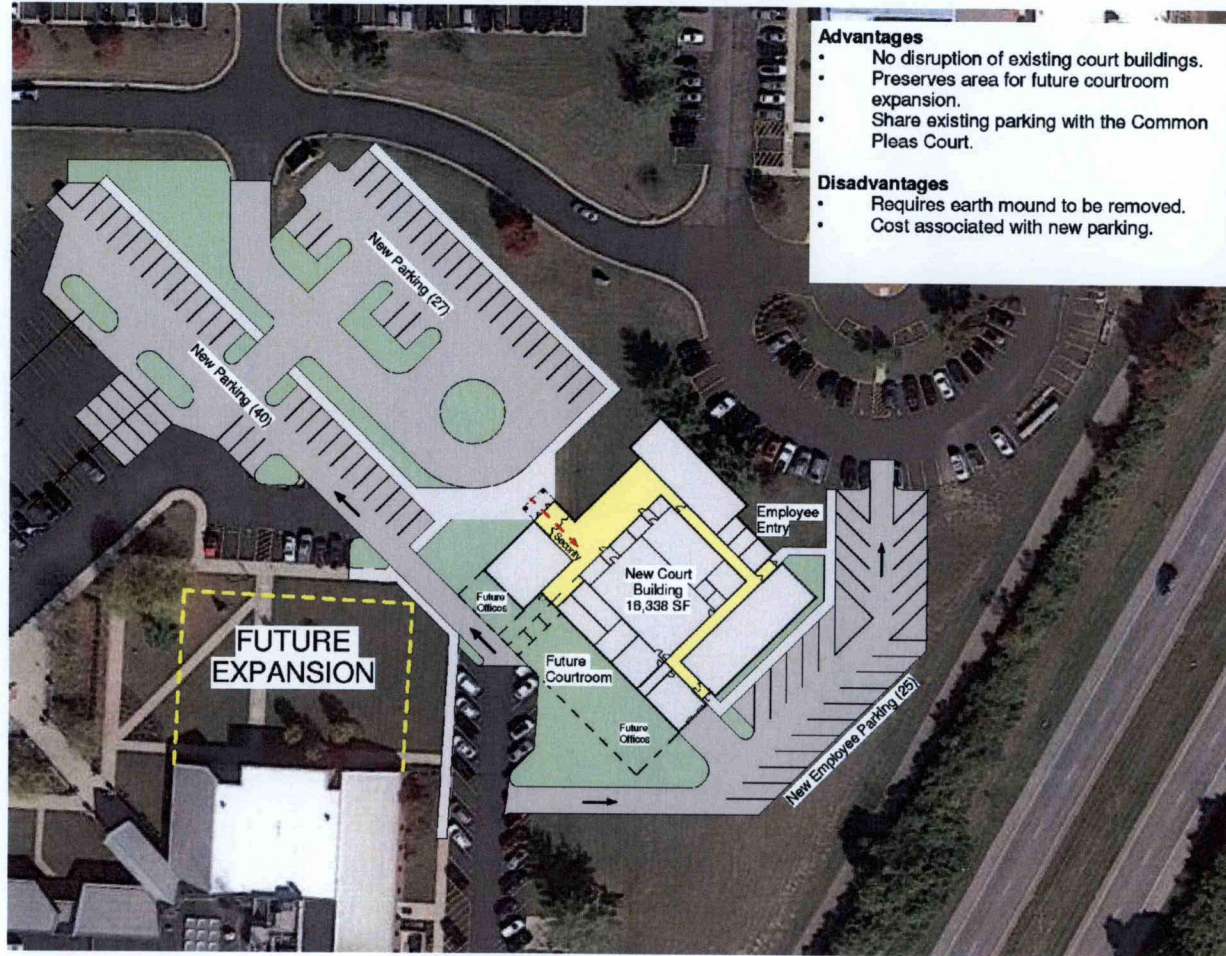 Advantages
• No disruption of existing court buildings.
• Preserves area for future courtroom
expansion.
• Share existing parking with the Common
Pleas Court.
Disadvantages
• Requires earth mound to be removed.
• Cost associated with new parking.
New Parking (27)
New Parking (40)
Security
Employee
Entry
New Court
Building
16,338 SF
Future
Offices
FUTURE
EXPANSION
Future
Courtroom
Future
Offices
New Employee Parking (25)